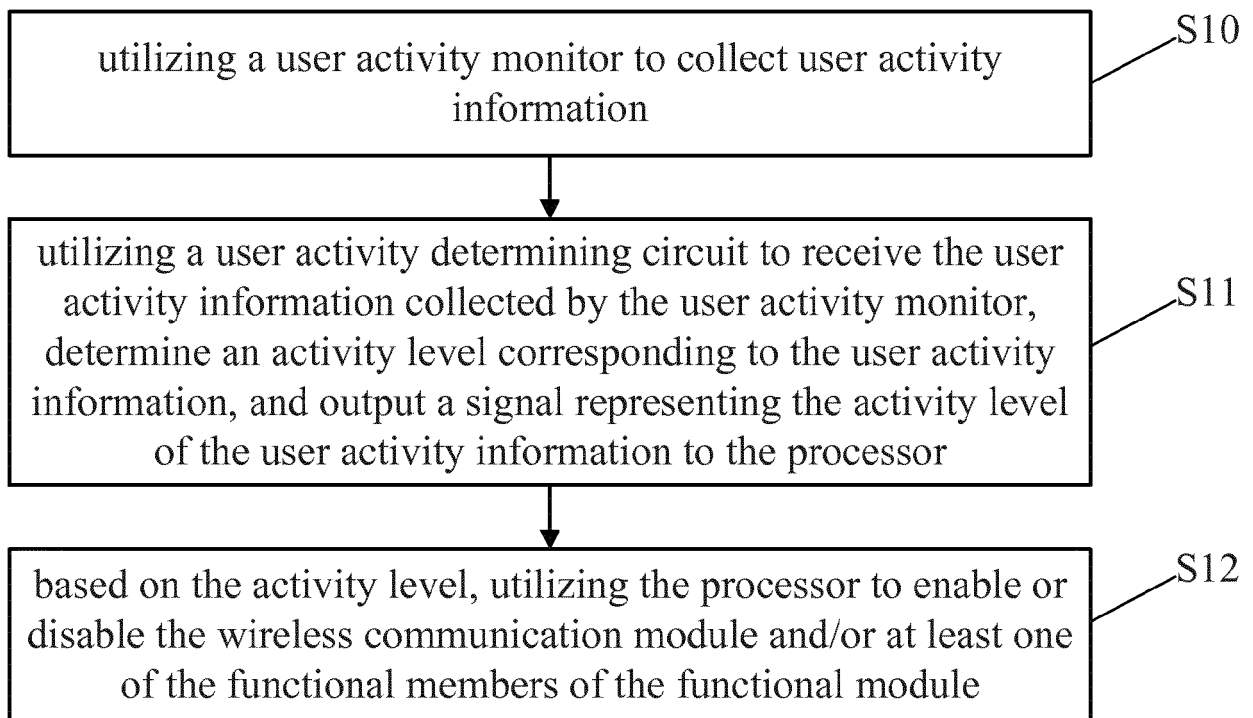 utilizing a user activity monitor to collect user activity
information
S10
utilizing a user activity determining circuit to receive the user
activity information collected by the user activity monitor,
determine an activity level corresponding to the user activity
information, and output a signal representing the activity level
of the user activity information to the processor
S11
based on the activity level, utilizing the processor to enable or
disable the wireless communication module and/or at least one
of the functional members of the functional module
S12